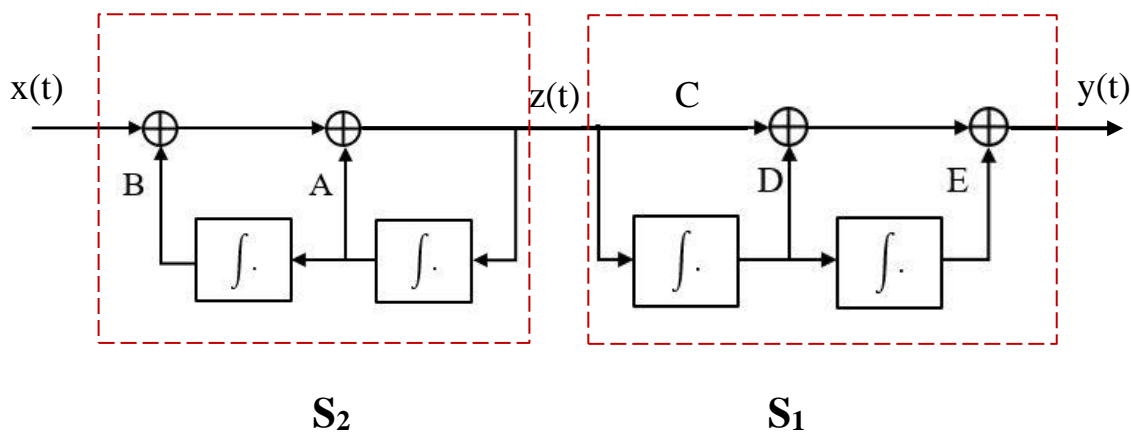 x(t) z(t) C y(t)
B A D E
∫. ∫. ∫. ∫.
S₂ S₁